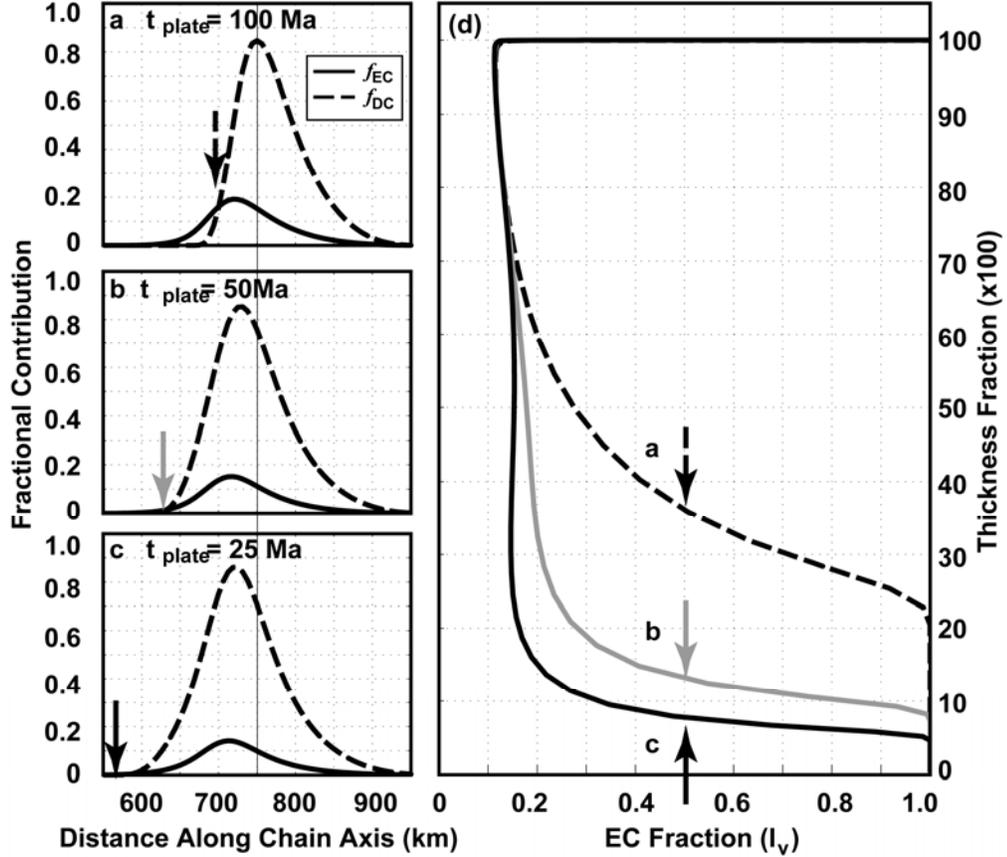 a t plate= 100 Ma
1.0
0.8
0.6
0.4
0.2
0
fEC
fDC
b t plate= 50Ma
1.0
0.8
0.6
0.4
0.2
0
c t plate= 25 Ma
1.0
0.8
0.6
0.4
0.2
0
600 700 800 900
Distance Along Chain Axis (km)
Fractional Contribution
(d)
a
b
c
100
90
80
70
60
50
40
30
20
10
0
0 0.2 0.4 0.6 0.8 1.0
EC Fraction (Iv)
Thickness Fraction (x100)